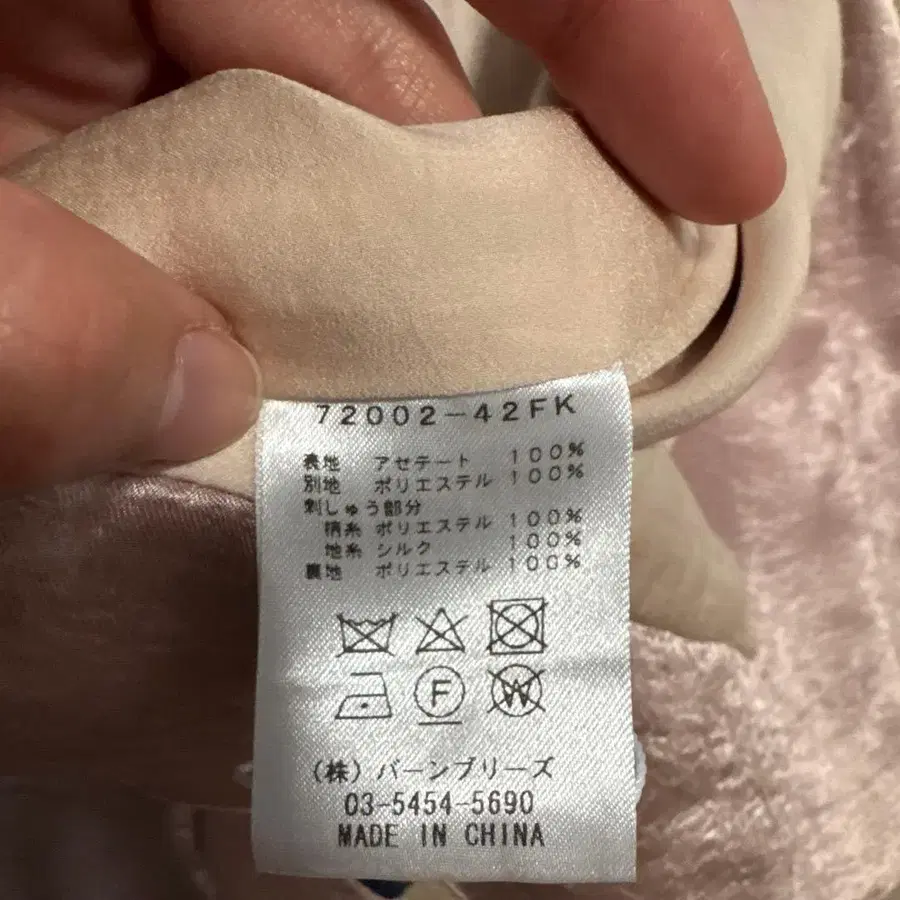 72002-42FK
表地 アセテート 100%
別地 ポリエステル 100%
刺しゅう部分
柄糸 ポリエステル 100%
地糸 シルク 100%
裏地 ポリエステル 100%
F
W
(株) バーンブリーズ
03-5454-5690
MADE IN CHINA